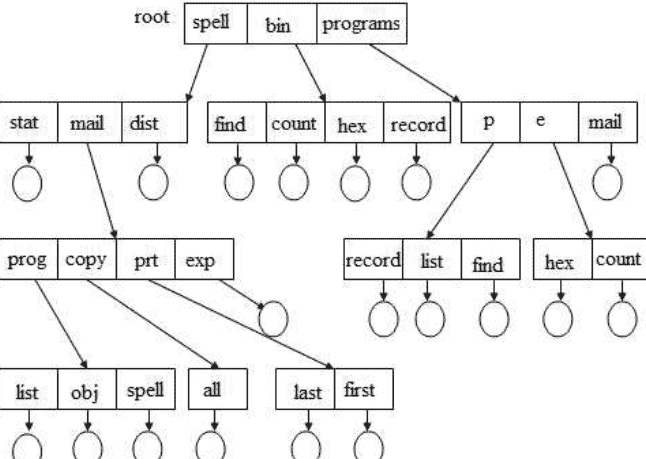 root spell bin programs
stat mail dist find count hex record p e mail
prog copy prt exp record list find hex count
list obj spell all last first